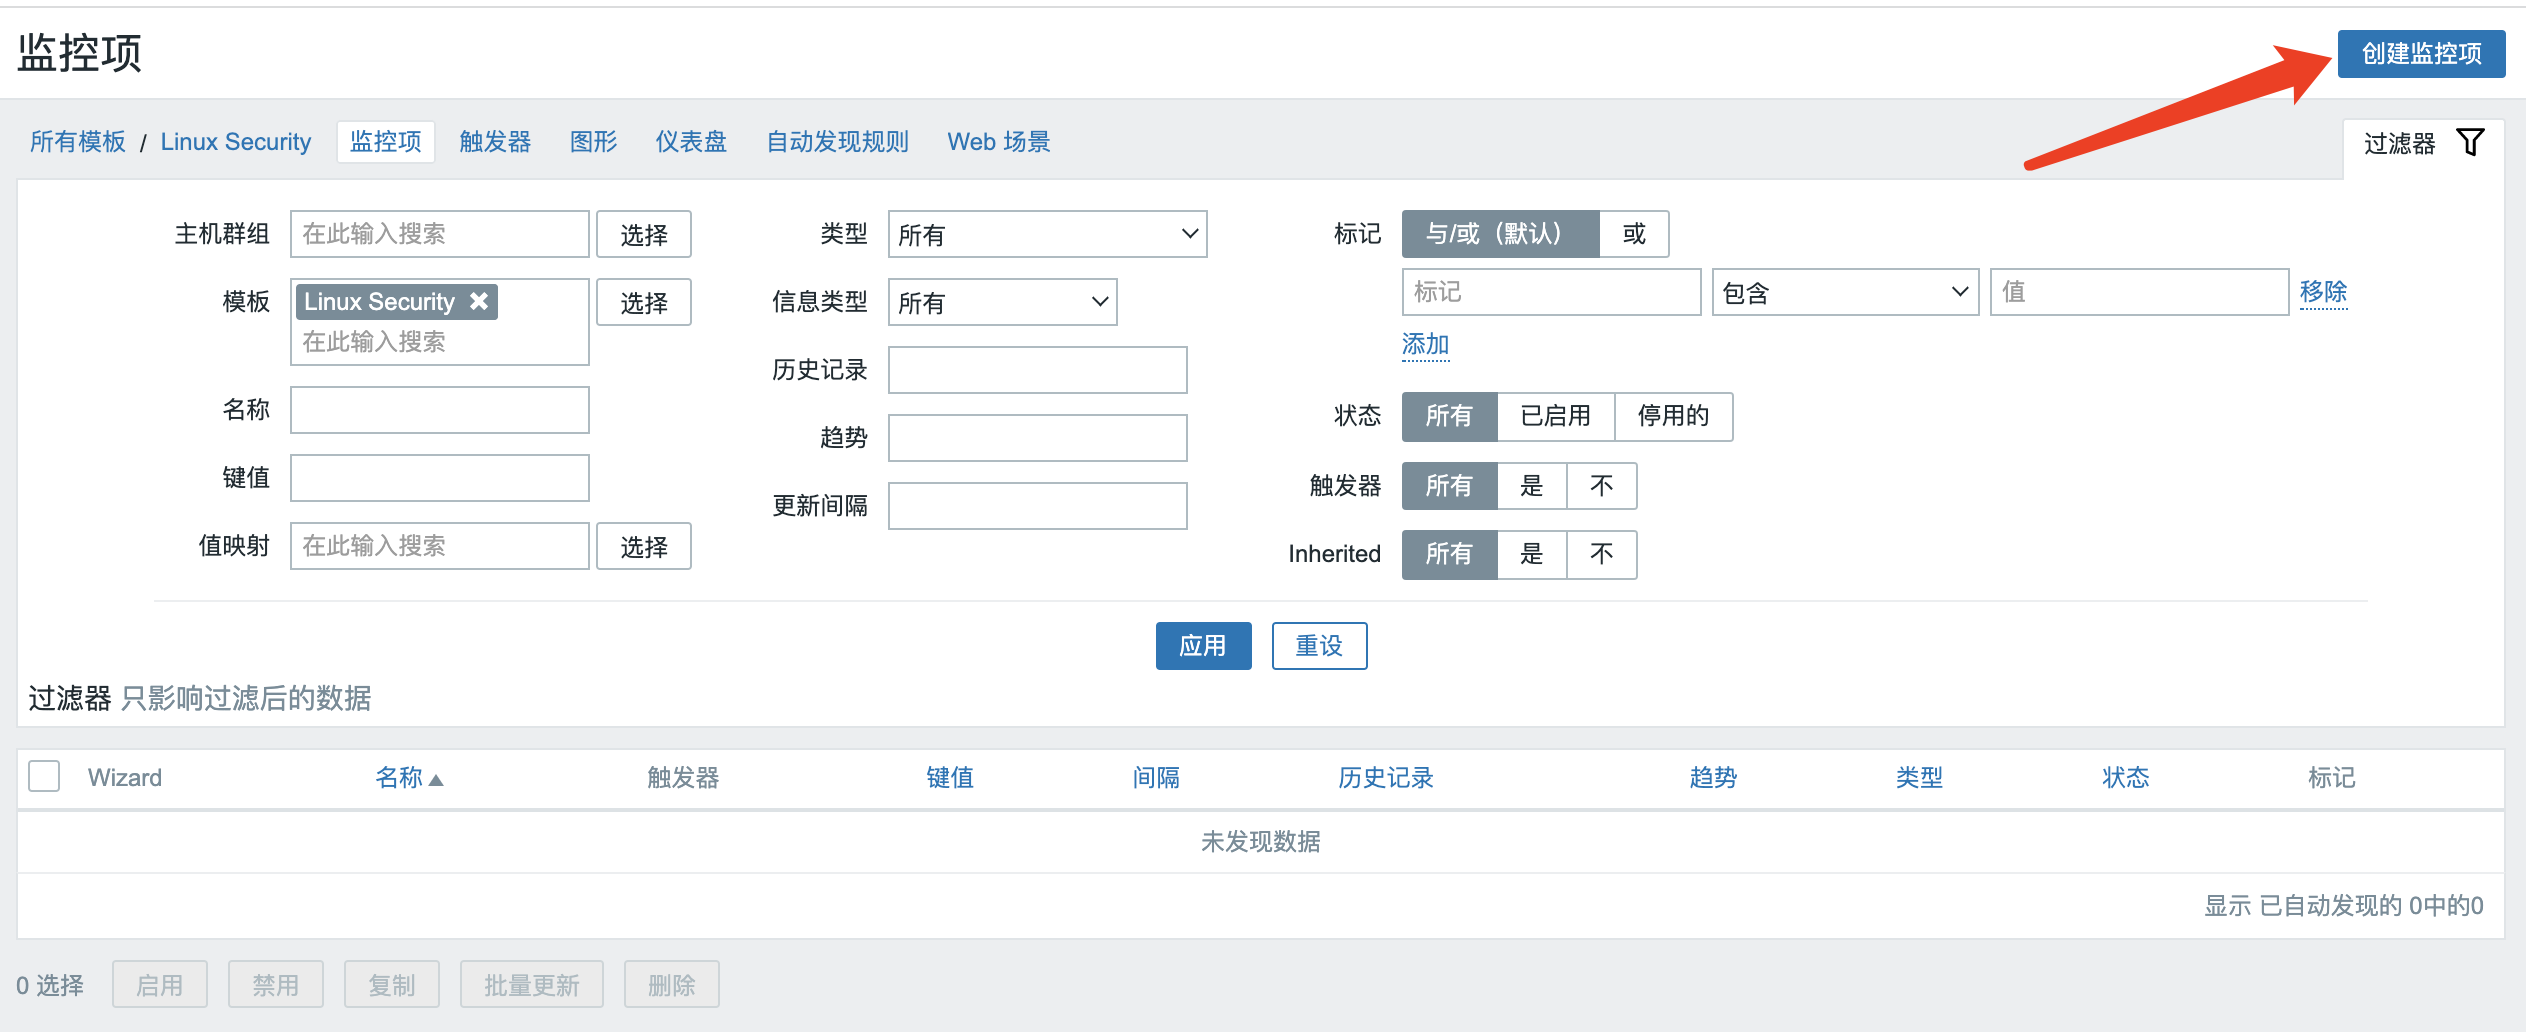 监控项
创建监控项
所有模板 / Linux Security 监控项 触发器 图形 仪表盘 自动发现规则 Web 场景
过滤器
主机群组 在此输入搜索 选择
模板 Linux Security 选择
在此输入搜索
名称
键值
值映射 在此输入搜索 选择
类型 所有
信息类型 所有
历史记录
趋势
更新间隔
标记 与/或（默认） 或
标记 包含 值 移除
添加
状态 所有 已启用 停用的
触发器 所有 是 不
Inherited 所有 是 不
应用 重设
过滤器 只影响过滤后的数据
Wizard 名称 触发器 键值 间隔 历史记录 趋势 类型 状态 标记
未发现数据
显示 已自动发现的 0中的0
0 选择 启用 禁用 复制 批量更新 删除